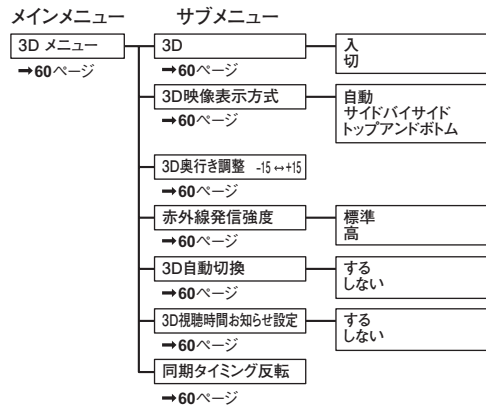 メインメニュー サブメニュー
3D メニュー 3D 入
切
➡60ページ ➡60ページ
3D映像表示方式 自動
サイドバイサイド
トップアンドボトム
➡60ページ
3D奥行き調整 -15↔+15
➡60ページ
赤外線発信強度 標準
高
➡60ページ
3D自動切換 する
しない
➡60ページ
3D視聴時間お知らせ設定 する
しない
➡60ページ
同期タイミング反転
➡60ページ